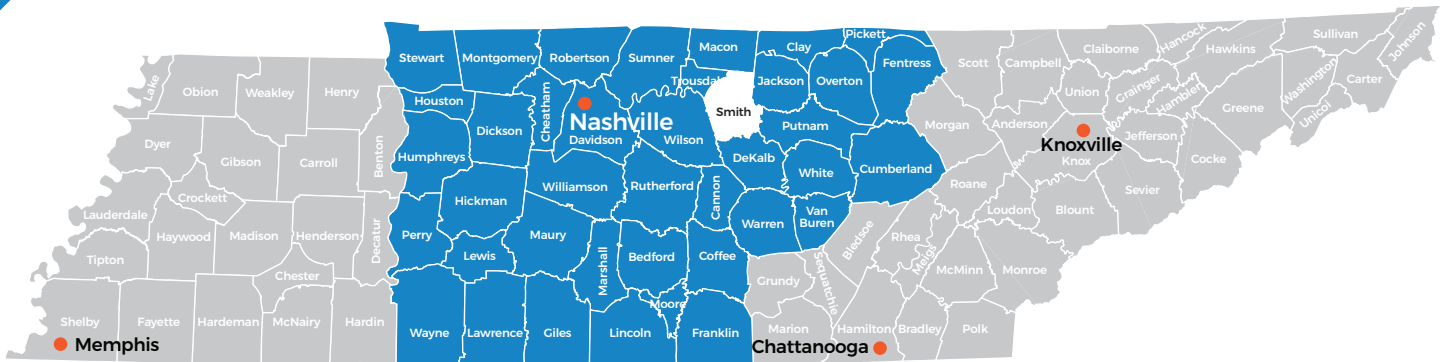 Stewart
Montgomery
Robertson
Sumner
Macon
Clay
Pickett
Fentress
Scott
Campbell
Claiborne
Hancock
Hawkins
Sullivan
Johnson
Lake
Obion
Weakley
Henry
Houston
Cheatham
Trousdal
Smith
Jackson
Overton
Union
Grainger
Hamblen
Washington
Carter
Greene
Unicoi
Dyer
Gibson
Carroll
Benton
Humphreys
Dickson
Nashville
Davidson
Wilson
Putnam
DeKalb
White
Cumberland
Morgan
Anderson
Knoxville
Knox
Jefferson
Cocke
Sevier
Crockett
Lauderdale
Haywood
Madison
Henderson
Decatur
Perry
Hickman
Williamson
Rutherford
Cannon
Warren
Van
Buren
Roane
Loudon
Blount
Tipton
Chester
Lewis
Maury
Marshall
Bedford
Coffee
Grundy
Sequatchie
Bledsoe
Rhea
Meigs
McMinn
Monroe
Shelby
Fayette
Hardeman
McNairy
Hardin
Wayne
Lawrence
Giles
Lincoln
Moore
Franklin
Marion
Hamilton
Bradley
Polk
Memphis
Chattanooga